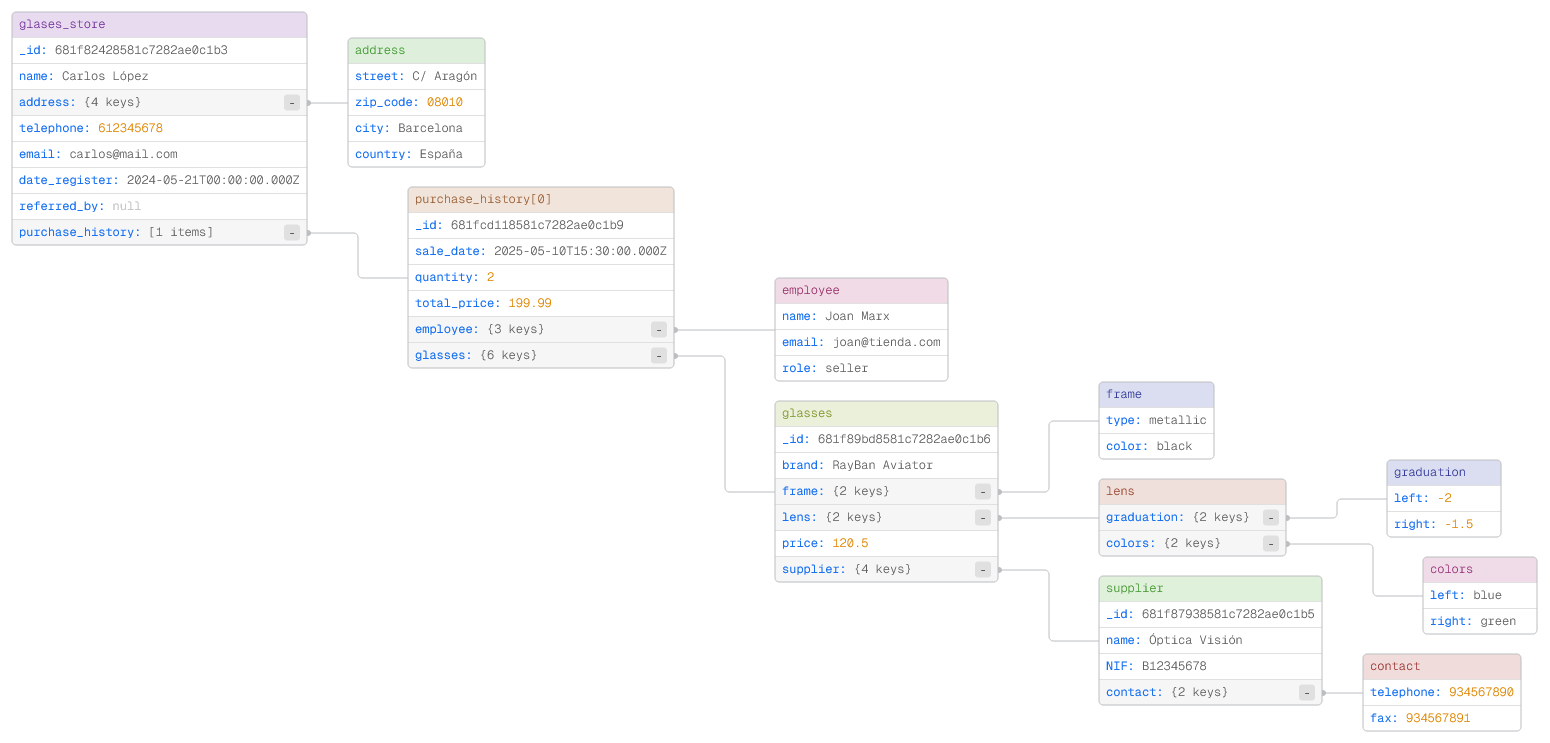 glases_store
_id: 681f82428581c7282ae0c1b3
name: Carlos López
address: {4 keys} -
telephone: 612345678
email: carlos@mail.com
date_register: 2024-05-21T00:00:00.000Z
referred_by: null
purchase_history: [1 items] -
address
street: C/ Aragón
zip_code: 08010
city: Barcelona
country: España
purchase_history[0]
_id: 681fcd118581c7282ae0c1b9
sale_date: 2025-05-10T15:30:00.000Z
quantity: 2
total_price: 199.99
employee: {3 keys} -
glasses: {6 keys} -
employee
name: Joan Marx
email: joan@tienda.com
role: seller
glasses
_id: 681f89bd8581c7282ae0c1b6
brand: RayBan Aviator
frame: {2 keys} -
lens: {2 keys} -
price: 120.5
supplier: {4 keys} -
frame
type: metallic
color: black
lens
graduation: {2 keys} -
colors: {2 keys} -
graduation
left: -2
right: -1.5
colors
left: blue
right: green
supplier
_id: 681f87938581c7282ae0c1b5
name: Óptica Visión
NIF: B12345678
contact: {2 keys} -
contact
telephone: 934567890
fax: 934567891